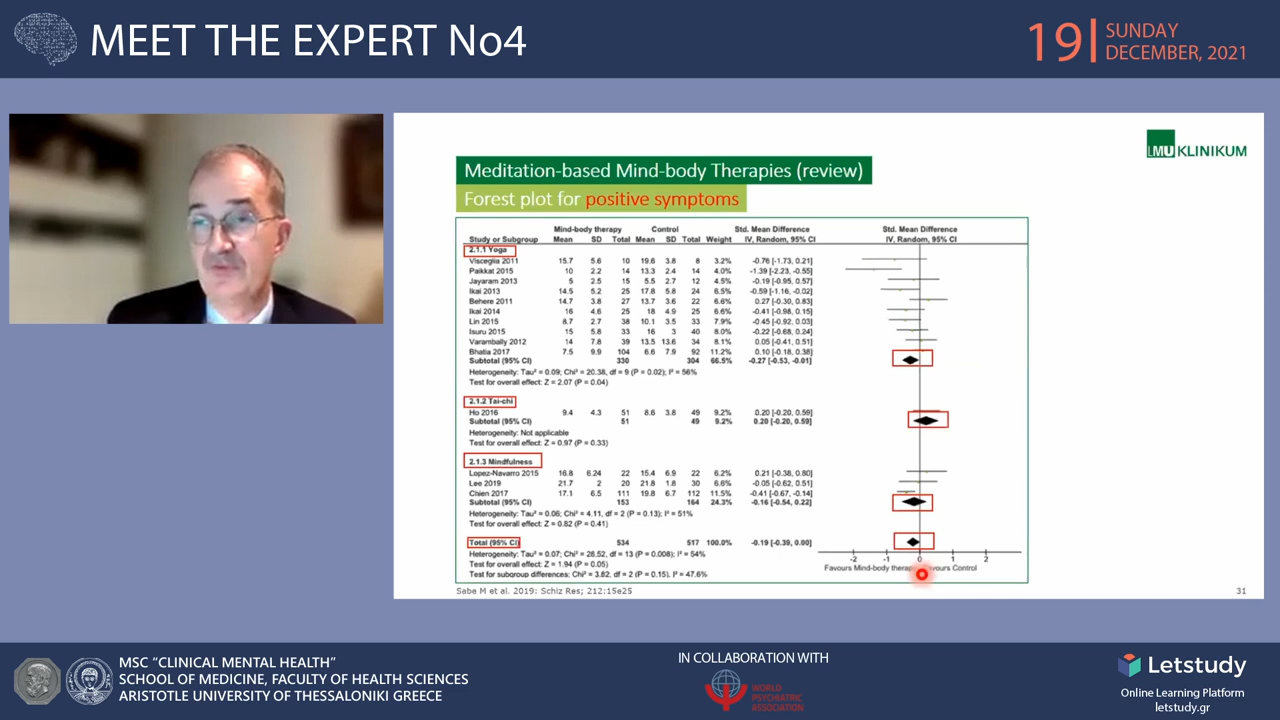 MEET THE EXPERT No4
19
SUNDAY
DECEMBER, 2021
LMU KLINIKUM
Meditation-based Mind-body Therapies (review)
Forest plot for positive symptoms
Mind-body therapy Control Std. Mean Difference Std. Mean Difference
Study or Subgroup Mean SD Total Mean SD Total Weight IV, Random, 95% CI IV, Random, 95% CI
2.1.1 Yoga
Visceglia 2011 15.7 5.6 10 19.6 3.8 8 3.2% -0.76 [-1.73, 0.21]
Paikkat 2015 10 2.2 14 13.3 2.4 14 4.0% -1.39 [-2.23, -0.55]
Jayaram 2013 5 2.5 15 5.5 2.7 12 4.5% -0.19 [-0.95, 0.57]
Ikai 2013 14.5 5.2 25 17.8 5.8 24 6.6% -0.59 [-1.16, -0.02]
Behere 2011 14.7 3.8 27 13.7 3.6 22 6.6% 0.27 [-0.30, 0.83]
Ikai 2014 16 4.6 25 18 4.9 25 6.6% -0.41 [-0.98, 0.15]
Lin 2015 8.7 2.7 38 10.1 3.5 33 7.9% -0.45 [-0.92, 0.03]
Isuru 2015 15 5.8 33 16 3 40 8.0% -0.22 [-0.68, 0.24]
Varambally 2012 14 7.8 39 13.5 13.6 34 8.1% 0.05 [-0.41, 0.51]
Bhatia 2017 7.5 9.9 104 6.6 7.9 92 11.2% 0.10 [-0.18, 0.38]
Subtotal (95% CI) 330 304 66.5% -0.27 [-0.53, -0.01]
Heterogeneity: Tau² = 0.09; Chi² = 20.38, df = 9 (P = 0.02); I² = 56%
Test for overall effect: Z = 2.07 (P = 0.04)
2.1.2 Tai-chi
Ho 2016 9.4 4.3 51 8.6 3.8 49 9.2% 0.20 [-0.20, 0.59]
Subtotal (95% CI) 51 49 9.2% 0.20 [-0.20, 0.59]
Heterogeneity: Not applicable
Test for overall effect: Z = 0.97 (P = 0.33)
2.1.3 Mindfulness
Lopez-Navarro 2015 16.8 6.24 22 15.4 6.9 22 6.2% 0.21 [-0.38, 0.80]
Lee 2019 21.7 2 20 21.8 1.8 30 6.6% -0.05 [-0.62, 0.51]
Chien 2017 17.1 6.5 111 19.8 6.7 112 11.5% -0.41 [-0.67, -0.14]
Subtotal (95% CI) 153 164 24.3% -0.16 [-0.54, 0.22]
Heterogeneity: Tau² = 0.06; Chi² = 4.11, df = 2 (P = 0.13); I² = 51%
Test for overall effect: Z = 0.82 (P = 0.41)
Total (95% CI) 534 517 100.0% -0.19 [-0.39, 0.00]
Heterogeneity: Tau² = 0.07; Chi² = 28.52, df = 13 (P = 0.008); I² = 54%
Test for overall effect: Z = 1.94 (P = 0.05)
Test for subgroup differences: Chi² = 3.82, df = 2 (P = 0.15), I² = 47.6%
-2 -1 0 1 2
Favours Mind-body Control
Sabe M et al. 2019: Schiz Res; 212:15e25
31
MSC "CLINICAL MENTAL HEALTH"
SCHOOL OF MEDICINE, FACULTY OF HEALTH SCIENCES
ARISTOTLE UNIVERSITY OF THESSALONIKI GREECE
IN COLLABORATION WITH
WORLD
PSYCHIATRIC
ASSOCIATION
Letstudy
Online Learning Platform
letstudy.gr